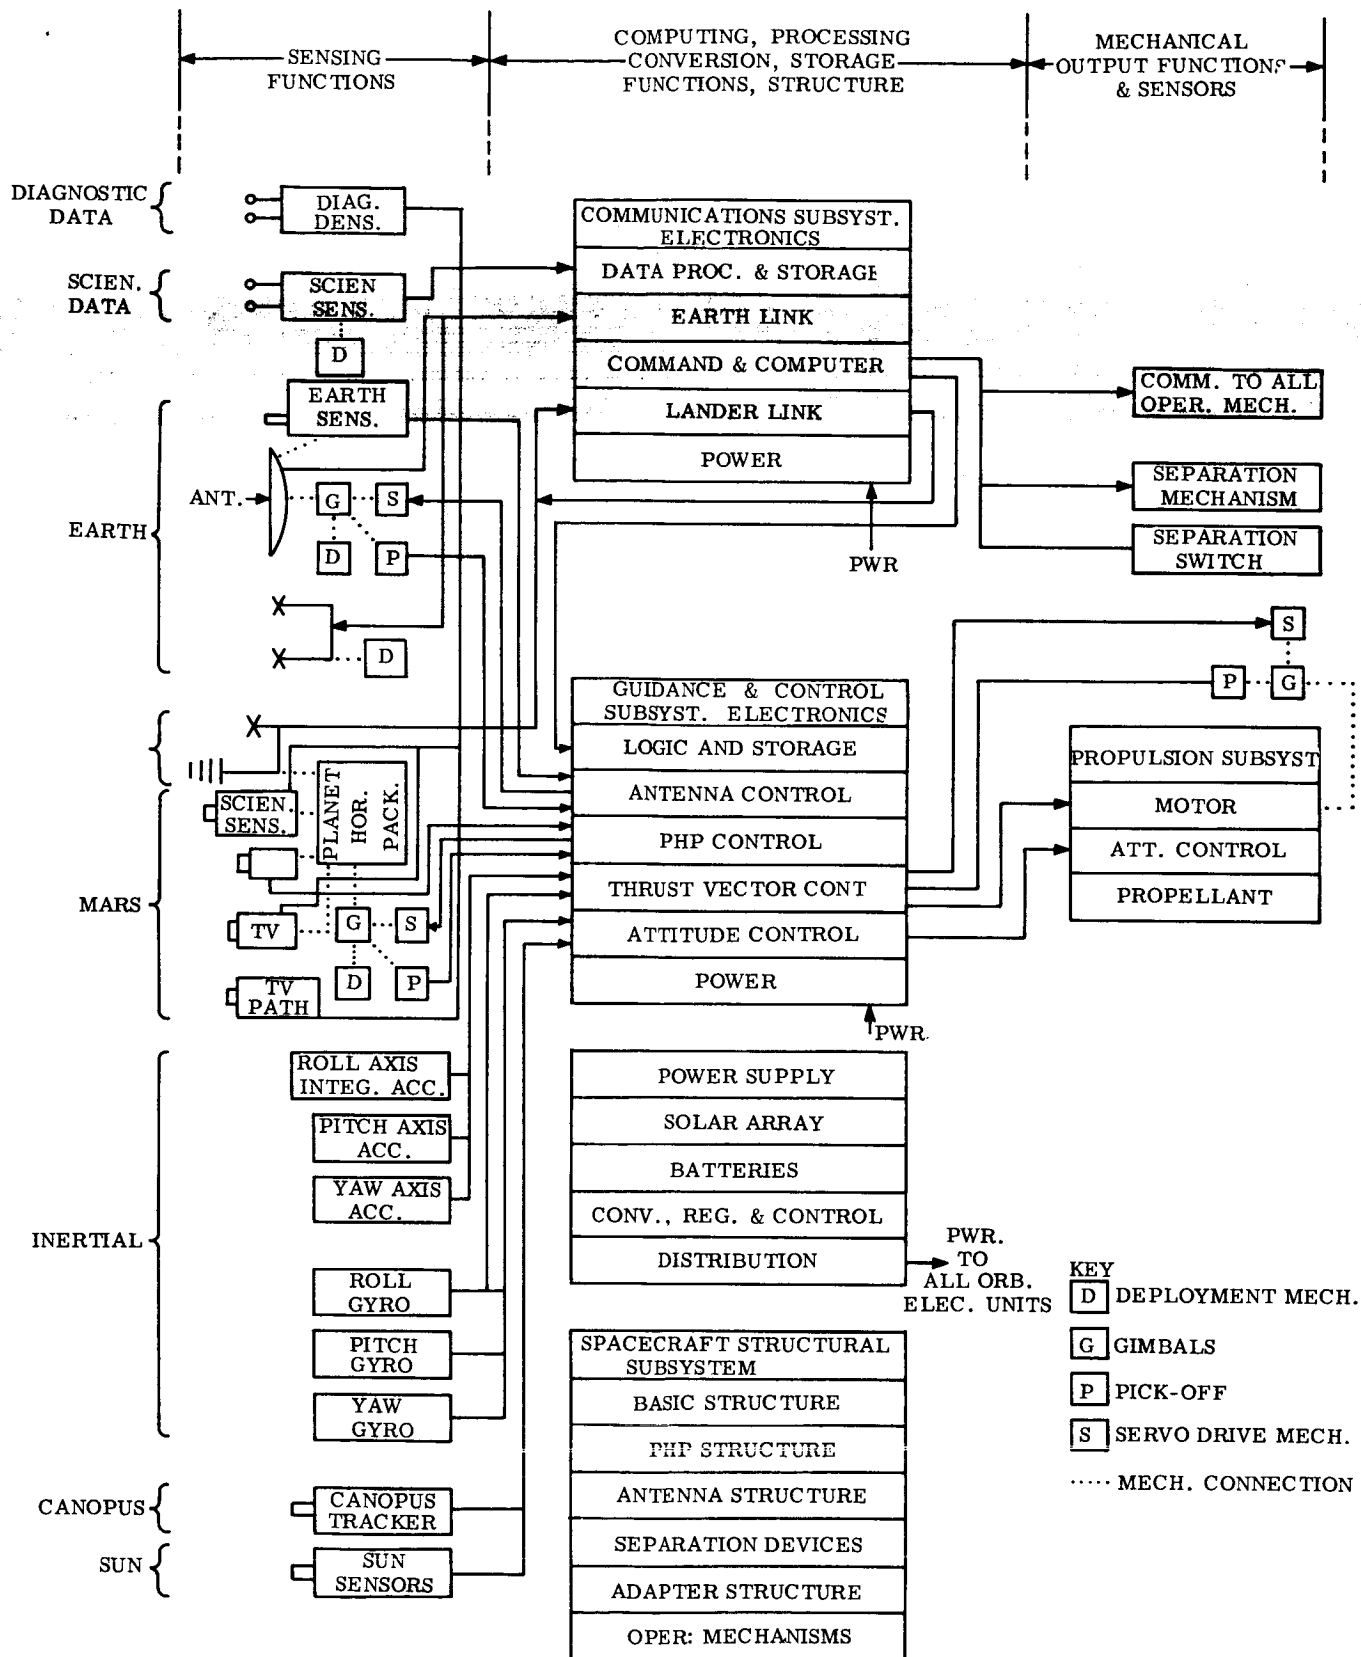 SENSING
FUNCTIONS
COMPUTING, PROCESSING
CONVERSION, STORAGE
FUNCTIONS, STRUCTURE
MECHANICAL
OUTPUT FUNCTIONS
& SENSORS
DIAGNOSTIC
DATA
DIAG.
DENS.
SCIEN.
DATA
SCIEN
SENS.
D
EARTH
EARTH
SENS.
ANT.
G
S
D
P
D
COMMUNICATIONS SUBSYST.
ELECTRONICS
DATA PROC. & STORAGE
EARTH LINK
COMMAND & COMPUTER
LANDER LINK
POWER
PWR
COMM. TO ALL
OPER. MECH.
SEPARATION
MECHANISM
SEPARATION
SWITCH
S
P
G
MARS
SCIEN.
SENS.
PLANET
HOR.
PACK.
TV
G
S
D
P
TV
PATH
GUIDANCE & CONTROL
SUBSYST. ELECTRONICS
LOGIC AND STORAGE
ANTENNA CONTROL
PHP CONTROL
THRUST VECTOR CONT
ATTITUDE CONTROL
POWER
PWR.
PROPULSION SUBSYST
MOTOR
ATT. CONTROL
PROPELLANT
INERTIAL
ROLL AXIS
INTEG. ACC.
PITCH AXIS
ACC.
YAW AXIS
ACC.
ROLL
GYRO
PITCH
GYRO
YAW
GYRO
CANOPUS
CANOPUS
TRACKER
SUN
SUN
SENSORS
POWER SUPPLY
SOLAR ARRAY
BATTERIES
CONV., REG. & CONTROL
DISTRIBUTION
PWR.
TO
ALL ORB.
ELEC. UNITS
SPACECRAFT STRUCTURAL
SUBSYSTEM
BASIC STRUCTURE
PHP STRUCTURE
ANTENNA STRUCTURE
SEPARATION DEVICES
ADAPTER STRUCTURE
OPER: MECHANISMS
KEY
D DEPLOYMENT MECH.
G GIMBALS
P PICK-OFF
S SERVO DRIVE MECH.
..... MECH. CONNECTION